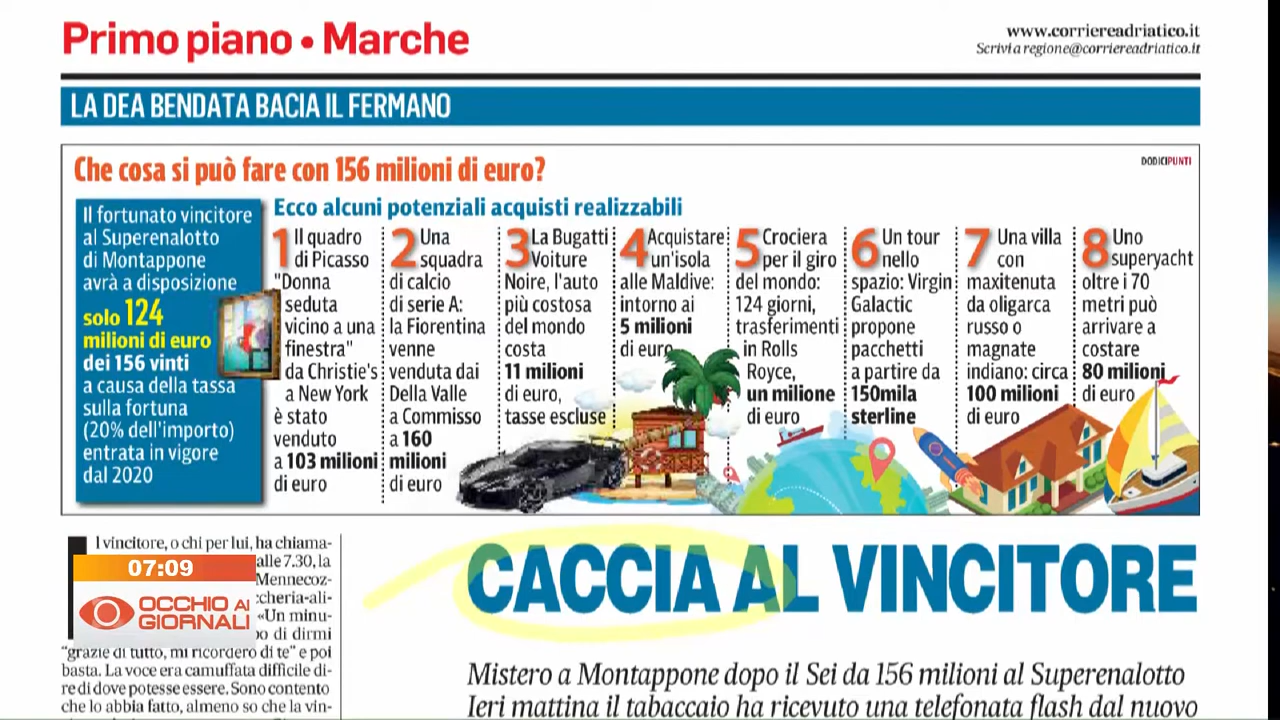 Primo piano • Marche
www.corriereadriatico.it
Scrivi a regione@corriereadriatico.it
LA DEA BENDATA BACIA IL FERMANO
Che cosa si può fare con 156 milioni di euro?
DODICIPUNTI
Il fortunato vincitore
al Superenalotto
di Montappone
avrà a disposizione
solo 124
milioni di euro
dei 156 vinti
a causa della tassa
sulla fortuna
(20% dell'importo)
entrata in vigore
dal 2020
Ecco alcuni potenziali acquisti realizzabili
1 Il quadro
di Picasso
"Donna
seduta
vicino a una
finestra"
da Christie's
a New York
è stato
venduto
a 103 milioni
di euro
2 Una
squadra
di calcio
di serie A:
la Fiorentina
venne
venduta dai
Della Valle
a Commisso
a 160
milioni
di euro
3 La Bugatti
Voiture
Noire, l'auto
più costosa
del mondo
costa
11 milioni
di euro,
tasse escluse
4 Acquistare
un'isola
alle Maldive:
intorno ai
5 milioni
di euro
5 Crociera
per il giro
del mondo:
124 giorni,
trasferimenti
in Rolls
Royce,
un milione
di euro
6 Un tour
nello
spazio: Virgin
Galactic
propone
pacchetti
a partire da
150mila
sterline
7 Una villa
con
maxitenuta
da oligarca
russo o
magnate
indiano: circa
100 milioni
di euro
8 Uno
superyacht
oltre i 70
metri può
arrivare a
costare
80 milioni
di euro
I l vincitore, o chi per lui, ha chiama-
alle 7.30, la
Mennecoz-
ccheria-ali-
«Un minu-
po di dirmi
"grazie di tutto, mi ricorderò di te" e poi
basta. La voce era camuffata difficile di-
re di dove potesse essere. Sono contento
che lo abbia fatto, almeno so che la vin-
07:09
OCCHIO AI
GIORNALI
CACCIA AL VINCITORE
Mistero a Montappone dopo il Sei da 156 milioni al Superenalotto
Ieri mattina il tabaccaio ha ricevuto una telefonata flash dal nuovo